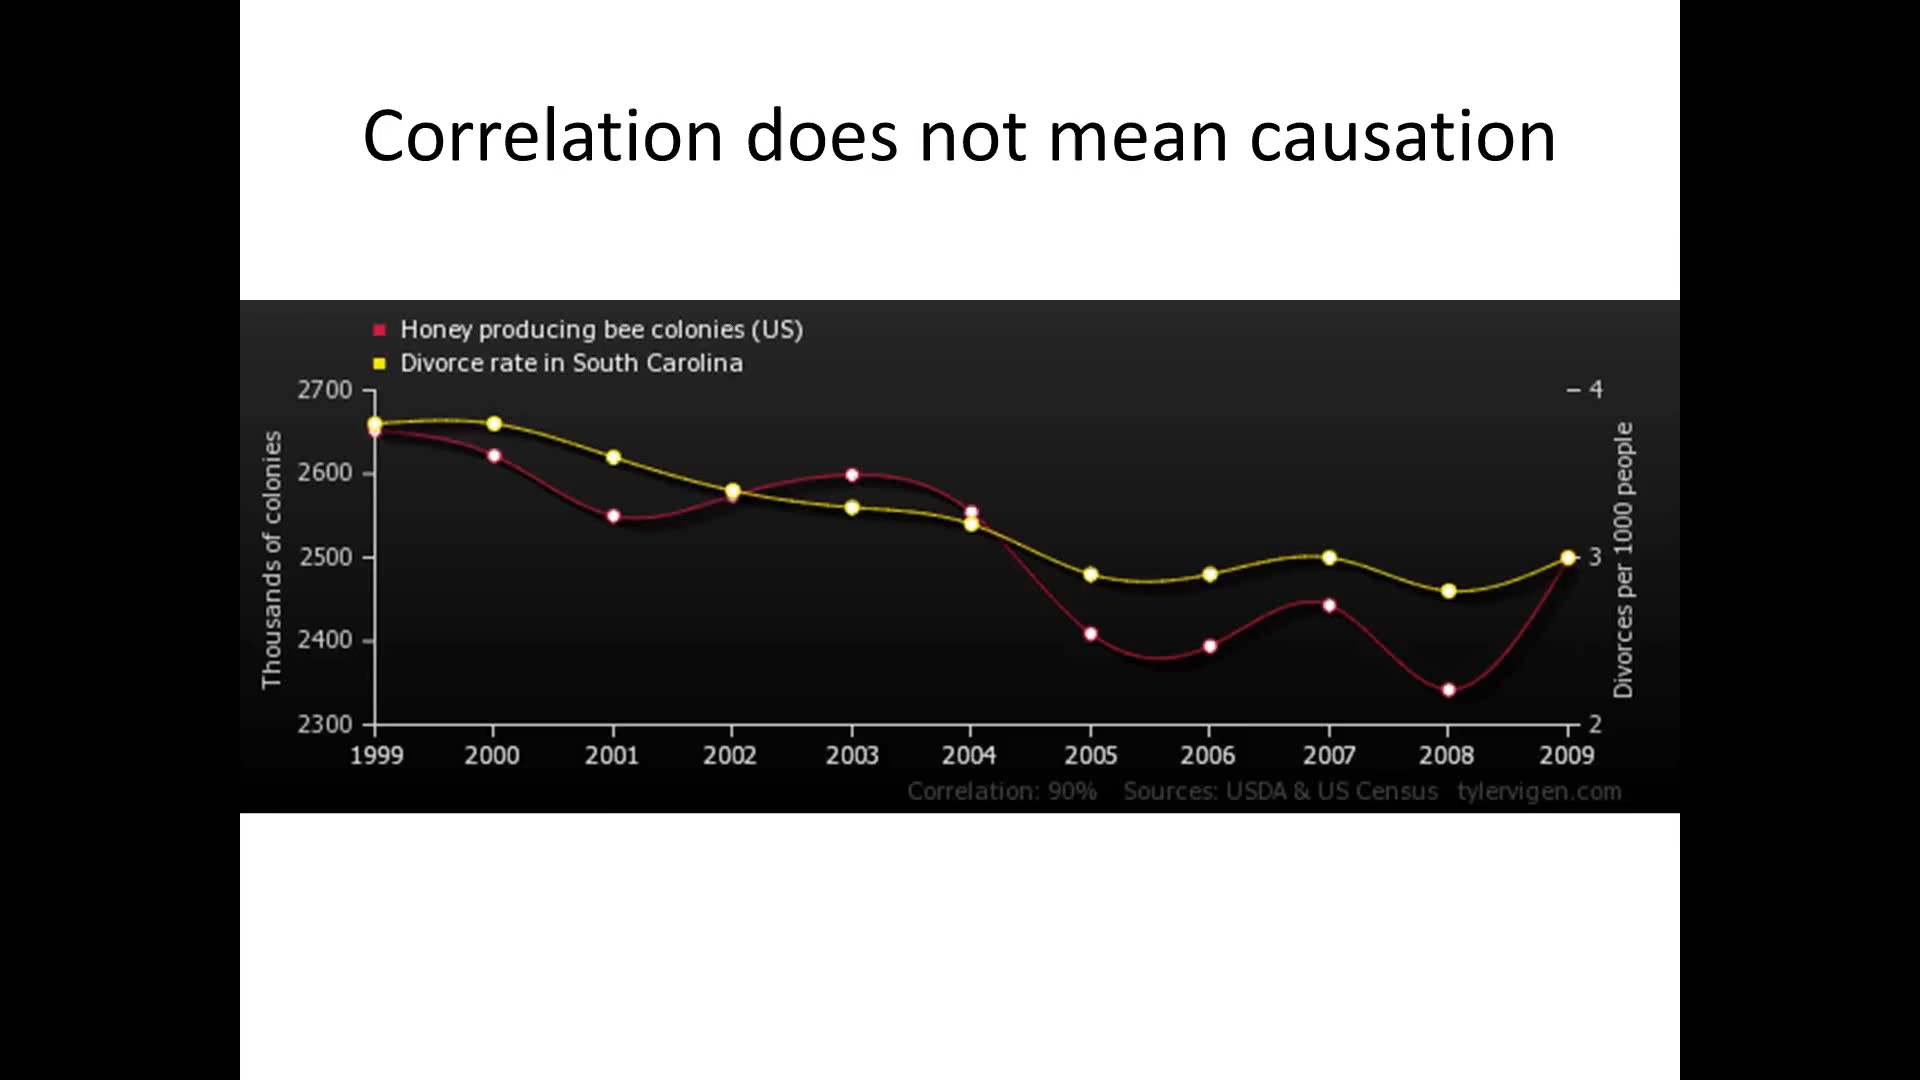 Correlation does not mean causation
Honey producing bee colonies (US)
Divorce rate in South Carolina
2700
2600
2500
2400
2300
Thousands of colonies
4
3
2
Divorces per 1000 people
1999 2000 2001 2002 2003 2004 2005 2006 2007 2008 2009
Correlation: 90% Sources: USDA & US Census tylervigen.com